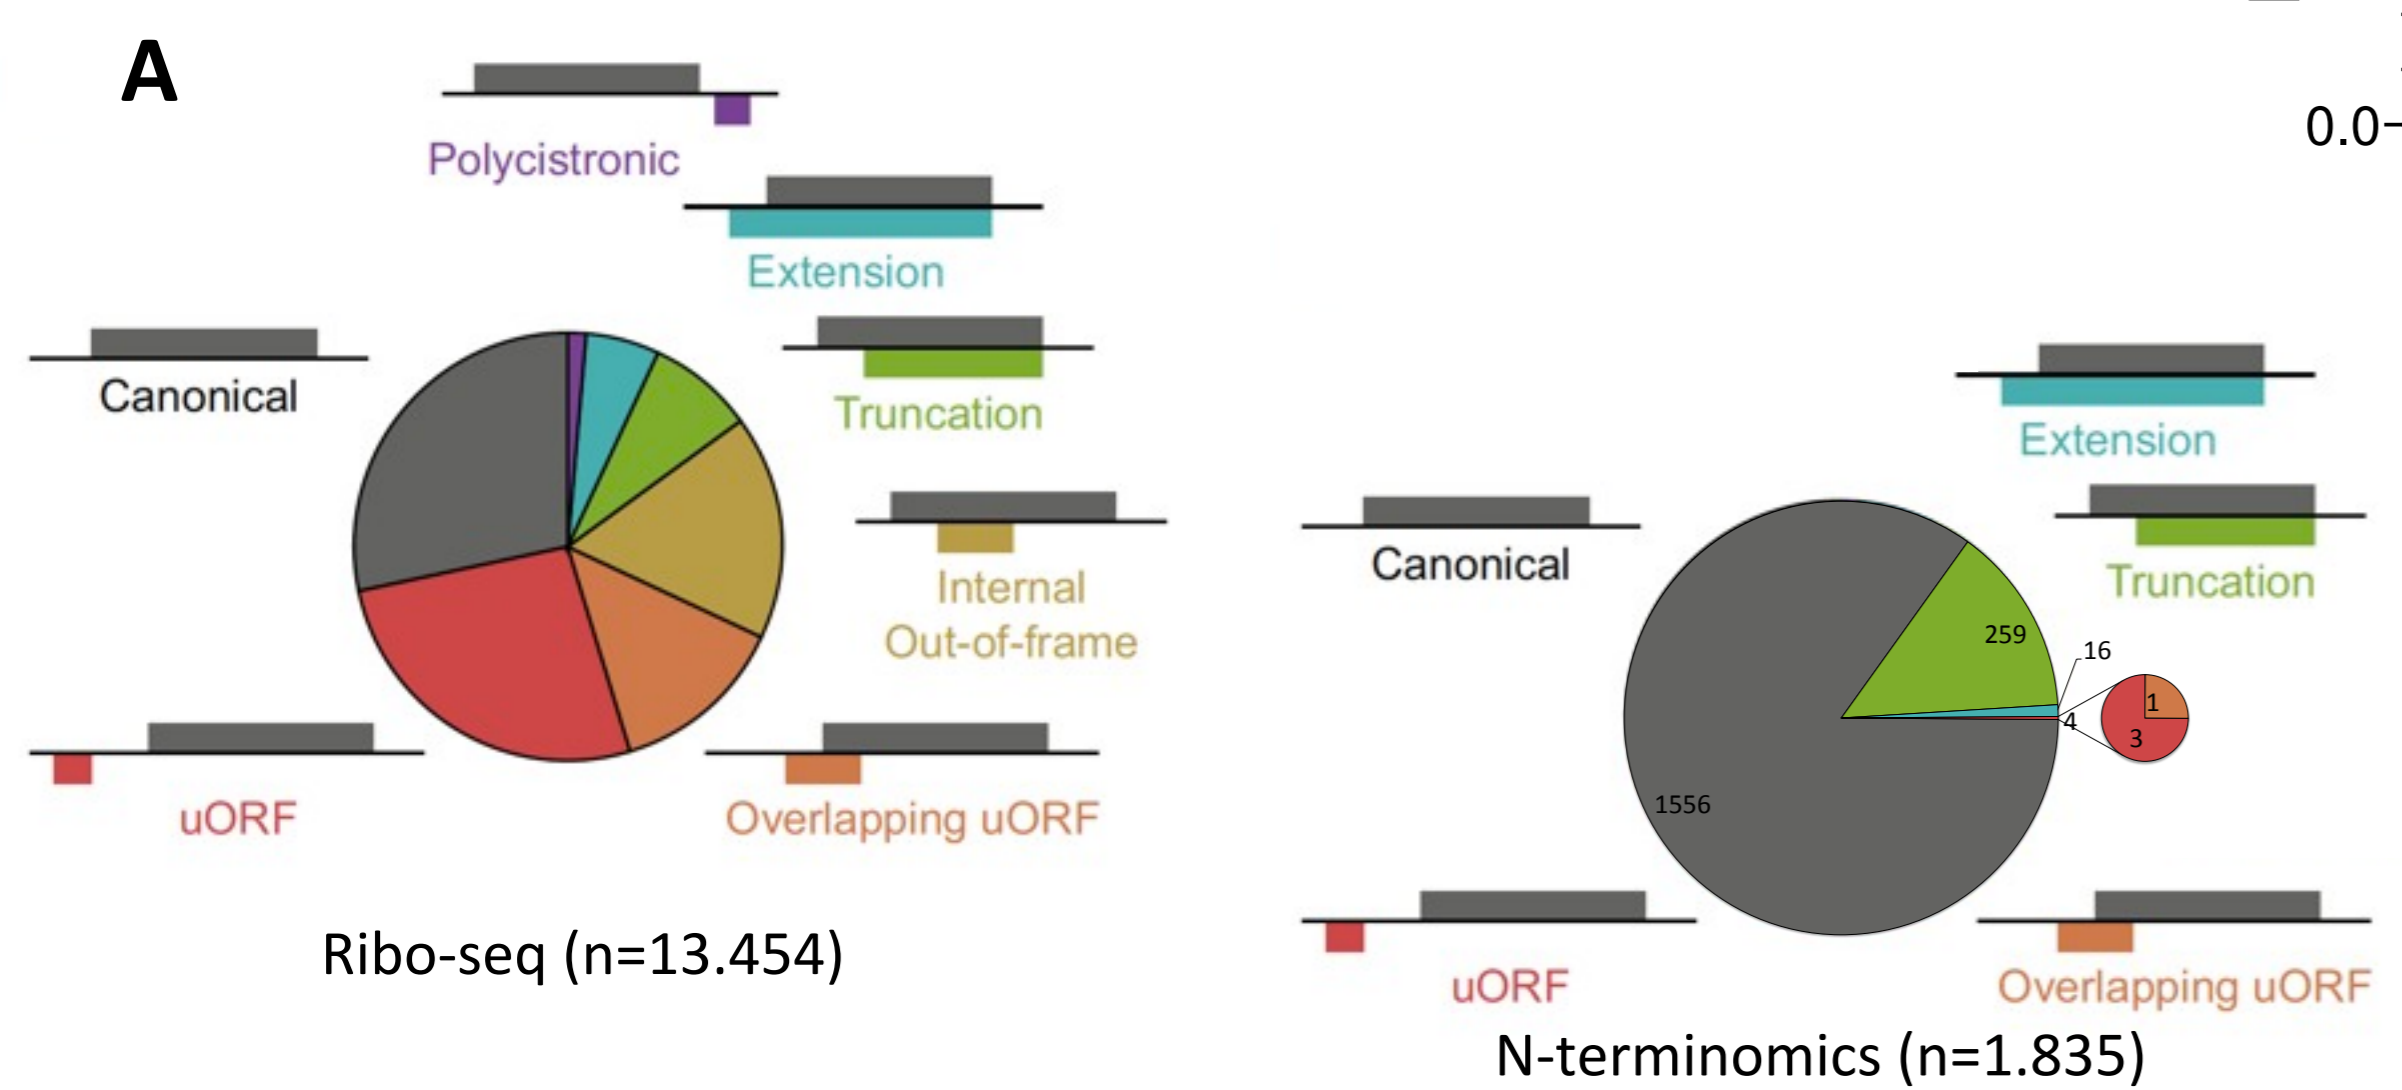 A
Polycistronic
Extension
Canonical
Truncation
Internal
Out-of-frame
uORF
Overlapping uORF
Ribo-seq (n=13.454)
0.0
Extension
Canonical
Truncation
259
16
4
1
3
1556
uORF
Overlapping uORF
N-terminomics (n=1.835)